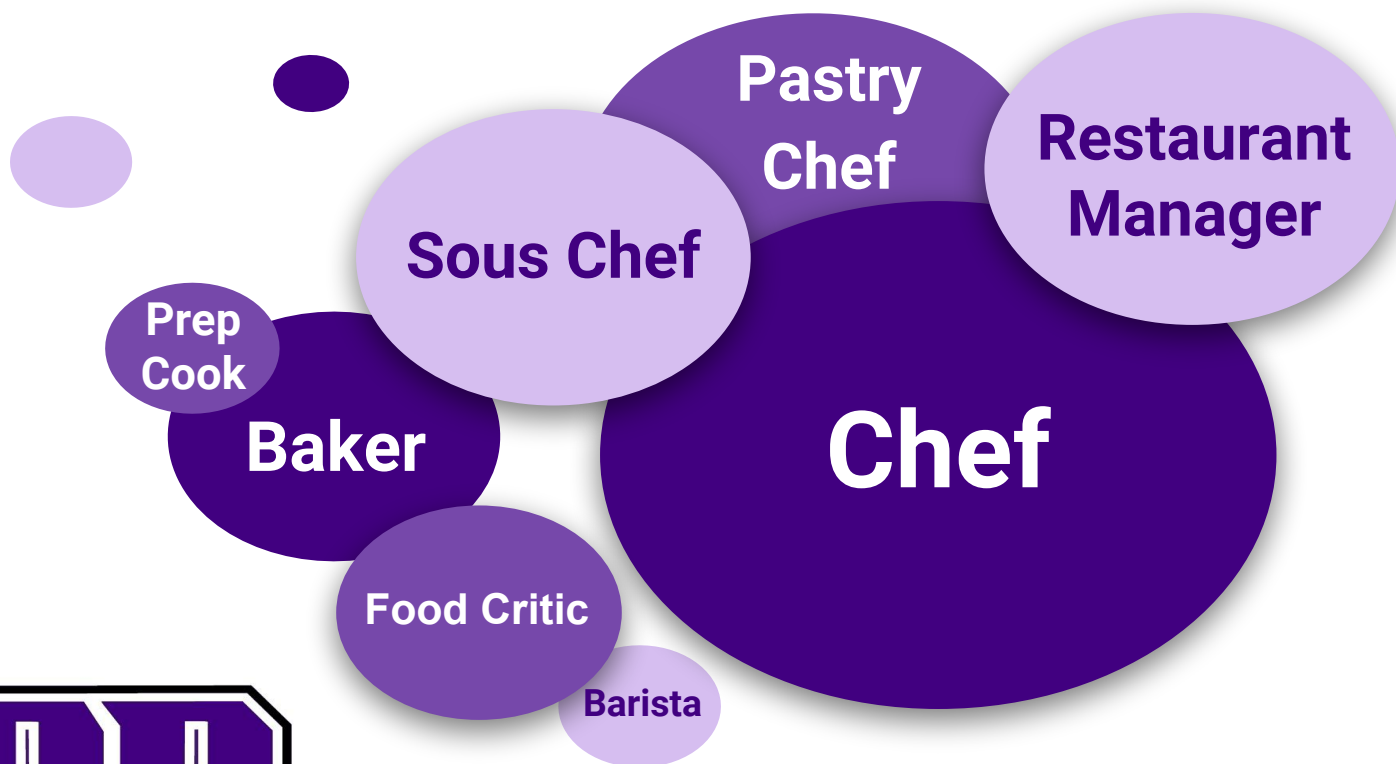 Pastry
Chef
Restaurant
Manager
Sous Chef
Prep
Cook
Baker
Chef
Food Critic
Barista